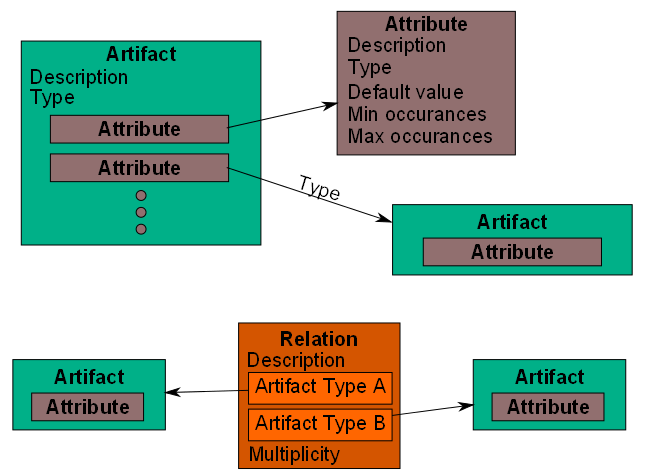 Artifact
Description
Type
Attribute
Attribute
Attribute
Description
Type
Default value
Min occurances
Max occurances
Type
Artifact
Attribute
Artifact
Attribute
Relation
Description
Artifact Type A
Artifact Type B
Multiplicity
Artifact
Attribute